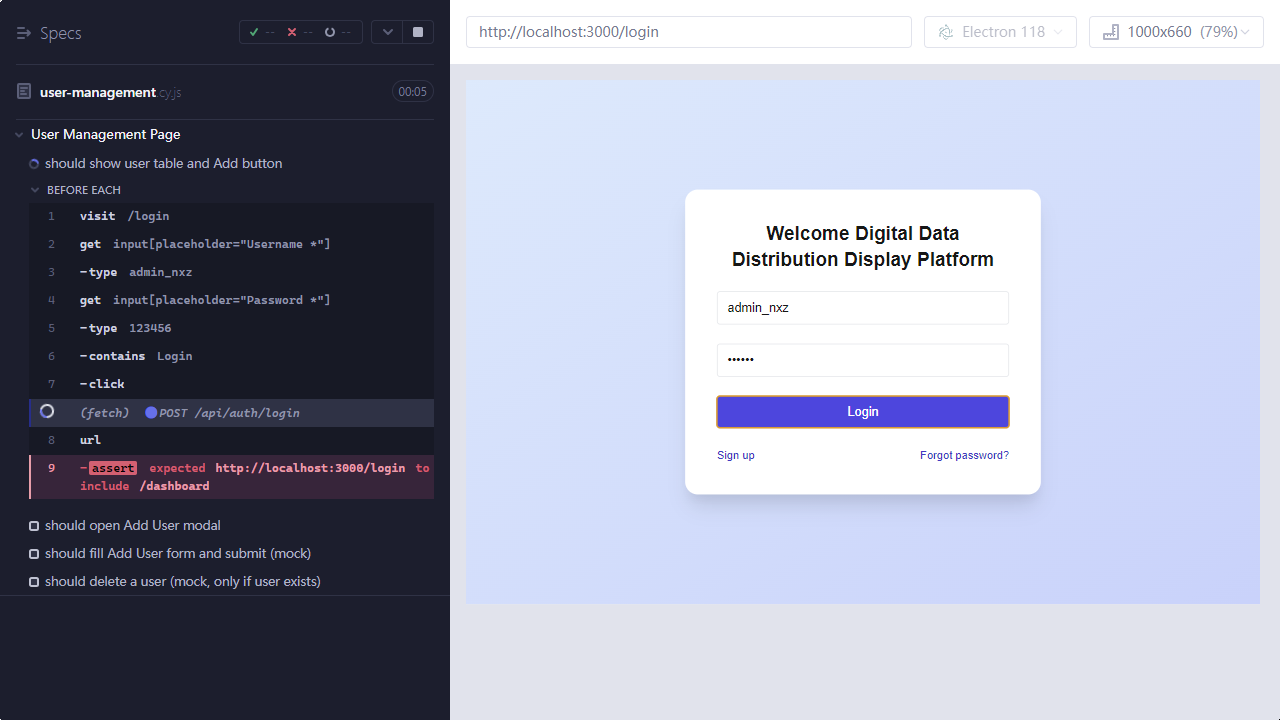 Specs
-- -- --
user-management.cy.js 00:05
User Management Page
should show user table and Add button
BEFORE EACH
1 visit /login
2 get input[placeholder="Username *"]
3 -type admin_nxz
4 get input[placeholder="Password *"]
5 -type 123456
6 -contains Login
7 -click
(fetch) POST /api/auth/login
8 url
9 -assert expected http://localhost:3000/login to
include /dashboard
should open Add User modal
should fill Add User form and submit (mock)
should delete a user (mock, only if user exists)
http://localhost:3000/login Electron 118 1000x660 (79%)
Welcome Digital Data
Distribution Display Platform
admin_nxz
••••••
Login
Sign up Forgot password?